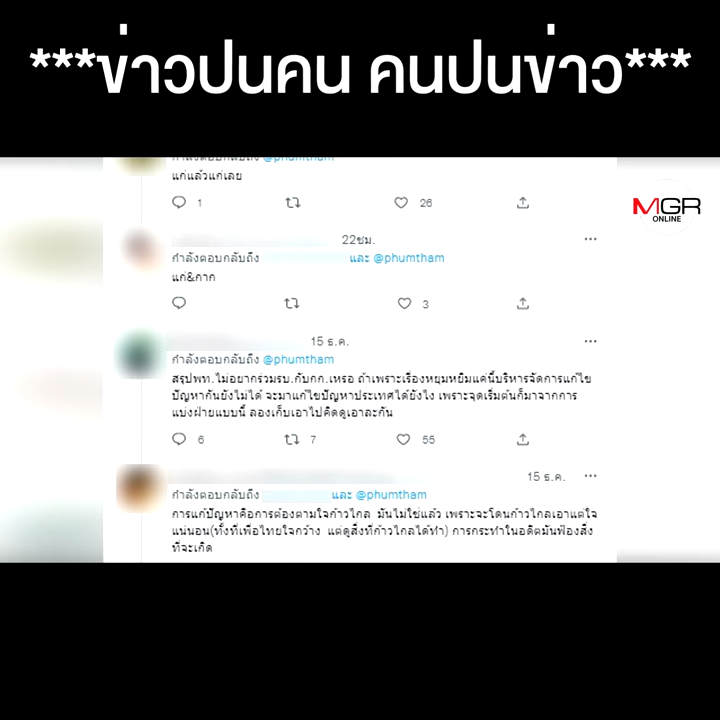 ***ข่าวปนคน คนปนข่าว***
MGR
ONLINE
กำลังตอบกลับถึง @phumtham
แก่แล้วแก่เลย
1 26
22ชม.
กำลังตอบกลับถึง และ @phumtham
แก่&กาก
3
15 ธ.ค.
กำลังตอบกลับถึง @phumtham
สรุปพท.ไม่อยากร่วมรบ.กับกก.เหรอ ถ้าเพราะเรื่องหยุมหยิมแค่นี้บริหารจัดการแก้ไข
ปัญหากันยังไม่ได้ จะมาแก้ไขปัญหาประเทศได้ยังไง เพราะจุดเริ่มต้นก็มาจากการ
แบ่งฝ่ายแบบนี้ ลองเก็บเอาไปคิดดูเอาละกัน
6 7 55
15 ธ.ค.
กำลังตอบกลับถึง และ @phumtham
การแก้ปัญหาคือการต้องตามใจก้าวไกล มันไม่ใช่แล้ว เพราะจะโดนก้าวไกลเอาแต่ใจ
แน่นอน(ทั้งที่เพื่อไทยใจกว้าง แต่ดูสิ่งที่ก้าวไกลได้ทำ) การกระทำในอดีตมันฟ้องสิ่ง
ที่จะเกิด